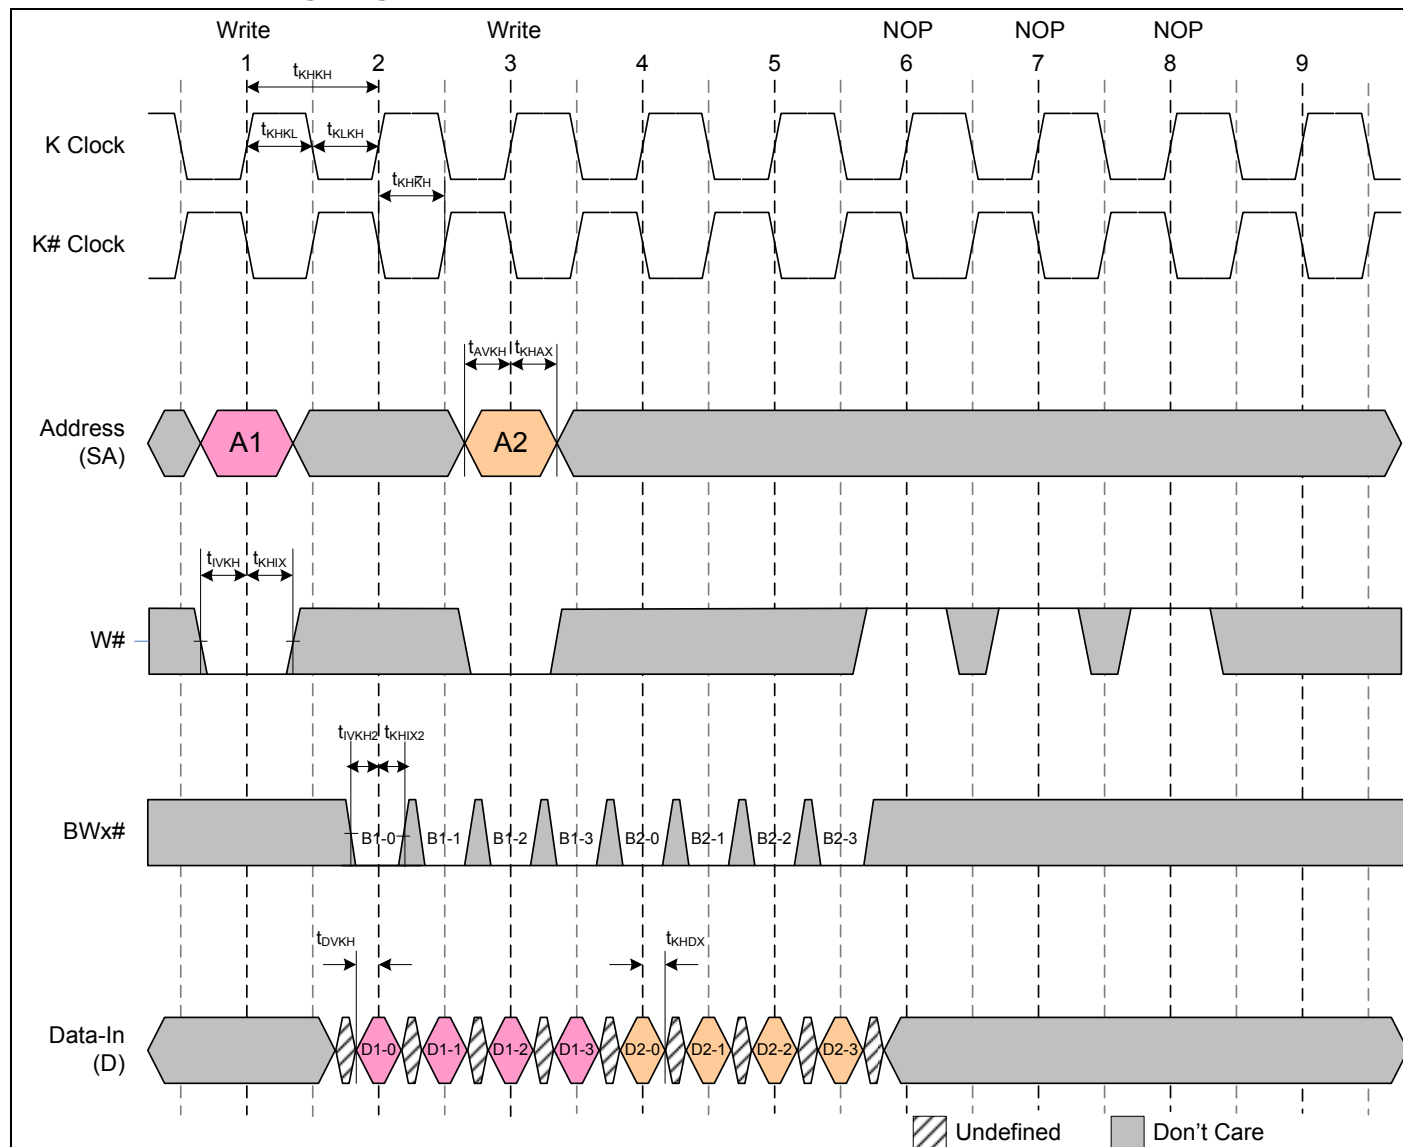 Write Write NOP NOP NOP
1 2 3 4 5 6 7 8 9
tKHKH
K Clock
tKHKL tKLKH
tKHK̅H
K# Clock
tAVKH tKHAX
Address
(SA)
A1 A2
tIVKH tKHIX
W#
tIVKH2 tKHIX2
BWx#
B1-0 B1-1 B1-2 B1-3 B2-0 B2-1 B2-2 B2-3
tDVKH tKHDX
Data-In
(D)
D1-0 D1-1 D1-2 D1-3 D2-0 D2-1 D2-2 D2-3
Undefined Don't Care